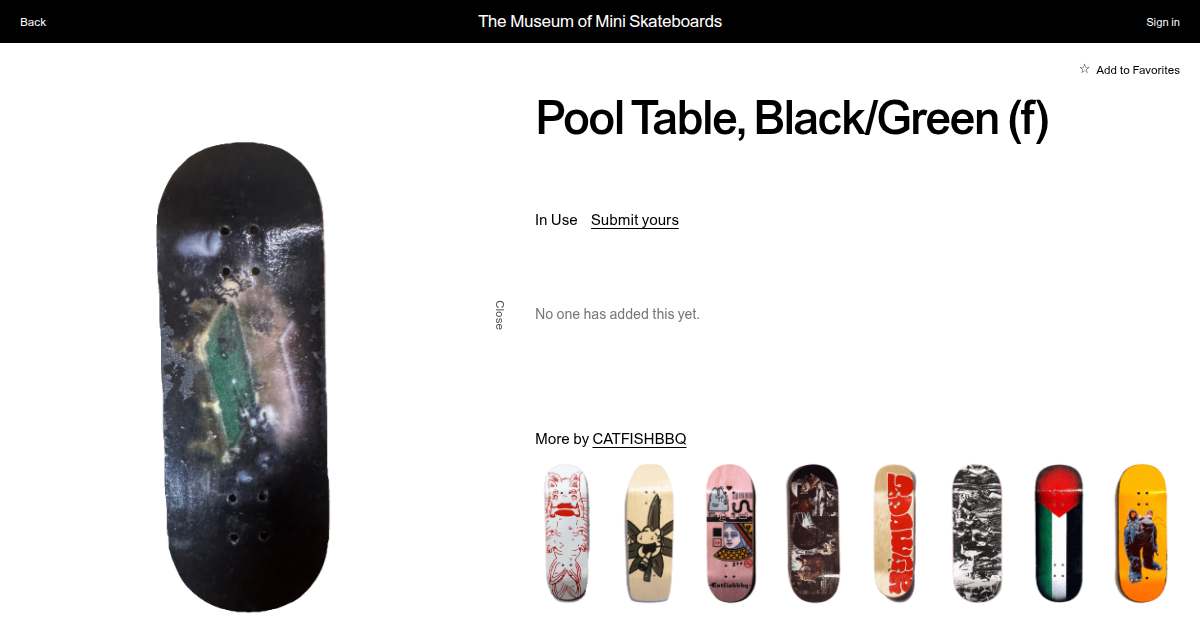 Back
The Museum of Mini Skateboards
Sign in
☆ Add to Favorites
Pool Table, Black/Green (f)
In Use Submit yours
Close
No one has added this yet.
More by CATFISHBBQ